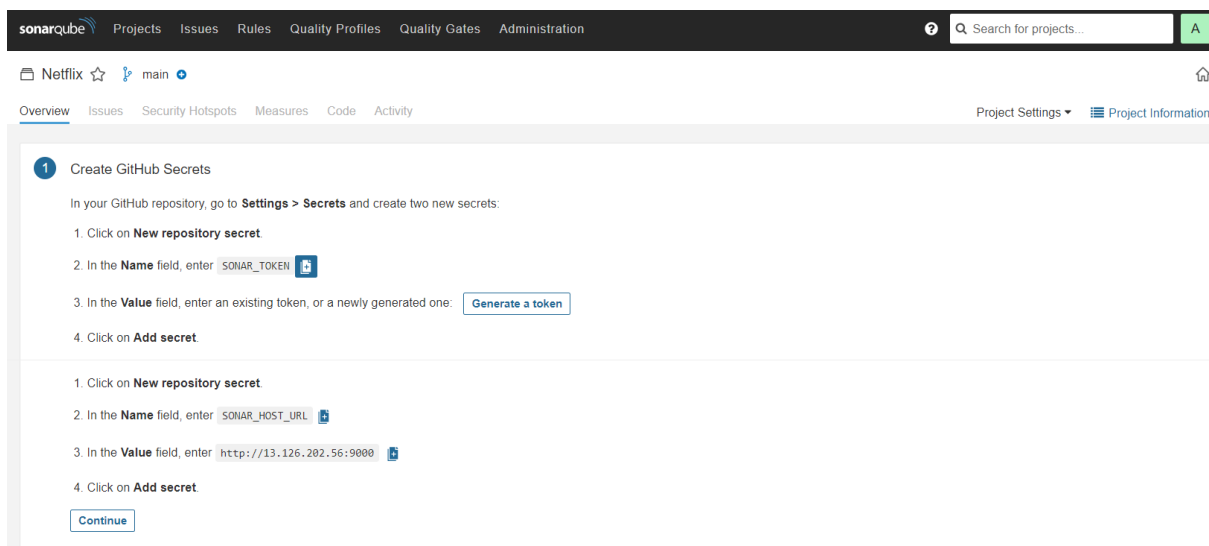 sonarqube Projects Issues Rules Quality Profiles Quality Gates Administration ? Search for projects... A
Netflix main
Overview Issues Security Hotspots Measures Code Activity Project Settings Project Information
1 Create GitHub Secrets
In your GitHub repository, go to Settings > Secrets and create two new secrets:
1. Click on New repository secret.
2. In the Name field, enter SONAR_TOKEN
3. In the Value field, enter an existing token, or a newly generated one: Generate a token
4. Click on Add secret.
1. Click on New repository secret.
2. In the Name field, enter SONAR_HOST_URL
3. In the Value field, enter http://13.126.202.56:9000
4. Click on Add secret.
Continue